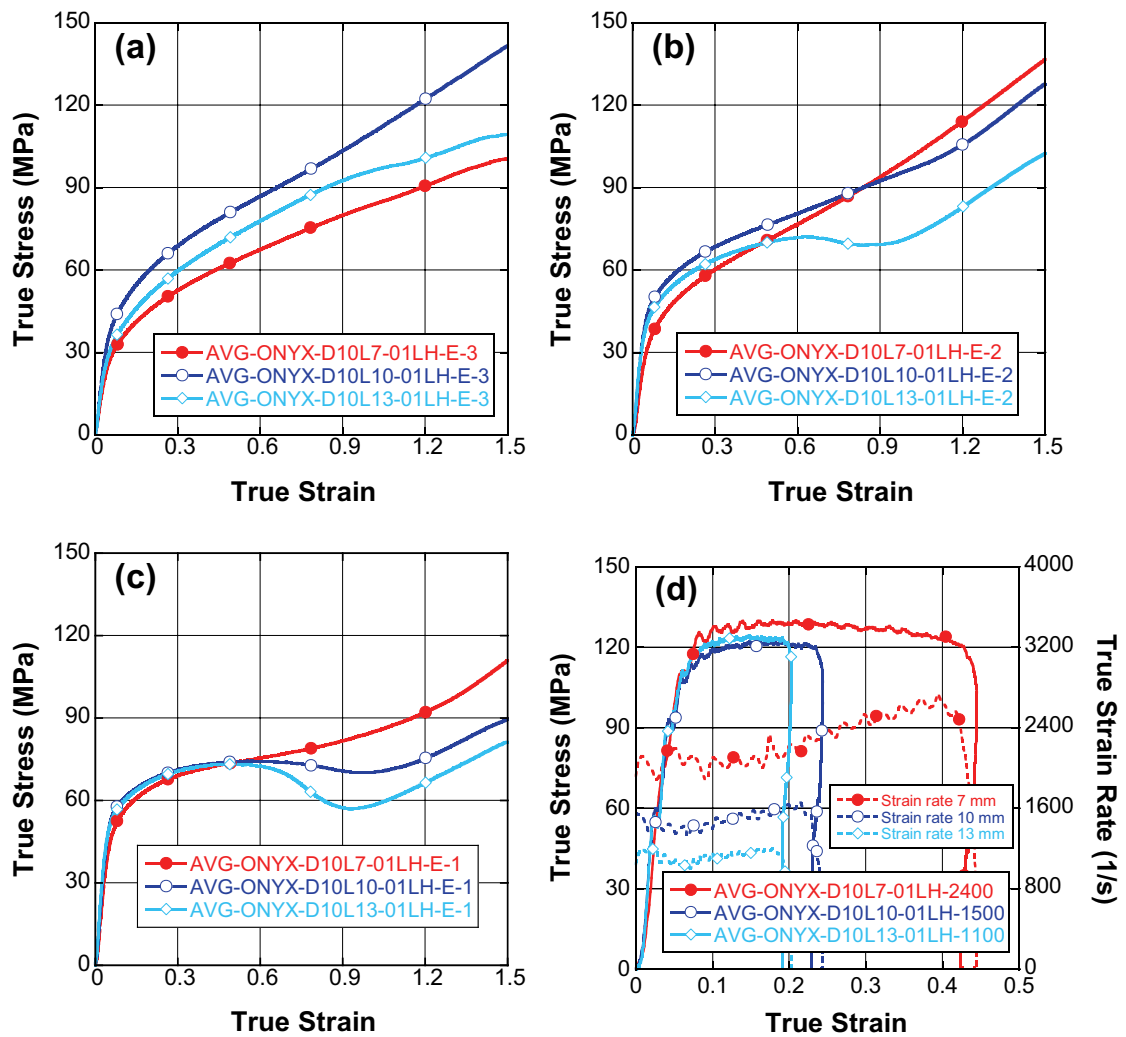 (a)
True Stress (MPa)
150
120
90
60
30
0
AVG-ONYX-D10L7-01LH-E-3
AVG-ONYX-D10L10-01LH-E-3
AVG-ONYX-D10L13-01LH-E-3
0 0.3 0.6 0.9 1.2 1.5
True Strain
(b)
True Stress (MPa)
150
120
90
60
30
0
AVG-ONYX-D10L7-01LH-E-2
AVG-ONYX-D10L10-01LH-E-2
AVG-ONYX-D10L13-01LH-E-2
0 0.3 0.6 0.9 1.2 1.5
True Strain
(c)
True Stress (MPa)
150
120
90
60
30
0
AVG-ONYX-D10L7-01LH-E-1
AVG-ONYX-D10L10-01LH-E-1
AVG-ONYX-D10L13-01LH-E-1
0 0.3 0.6 0.9 1.2 1.5
True Strain
(d)
True Stress (MPa)
150
120
90
60
30
0
4000
3200
2400
1600
800
0
True Strain Rate (1/s)
Strain rate 7 mm
Strain rate 10 mm
Strain rate 13 mm
AVG-ONYX-D10L7-01LH-2400
AVG-ONYX-D10L10-01LH-1500
AVG-ONYX-D10L13-01LH-1100
0 0.1 0.2 0.3 0.4 0.5
True Strain